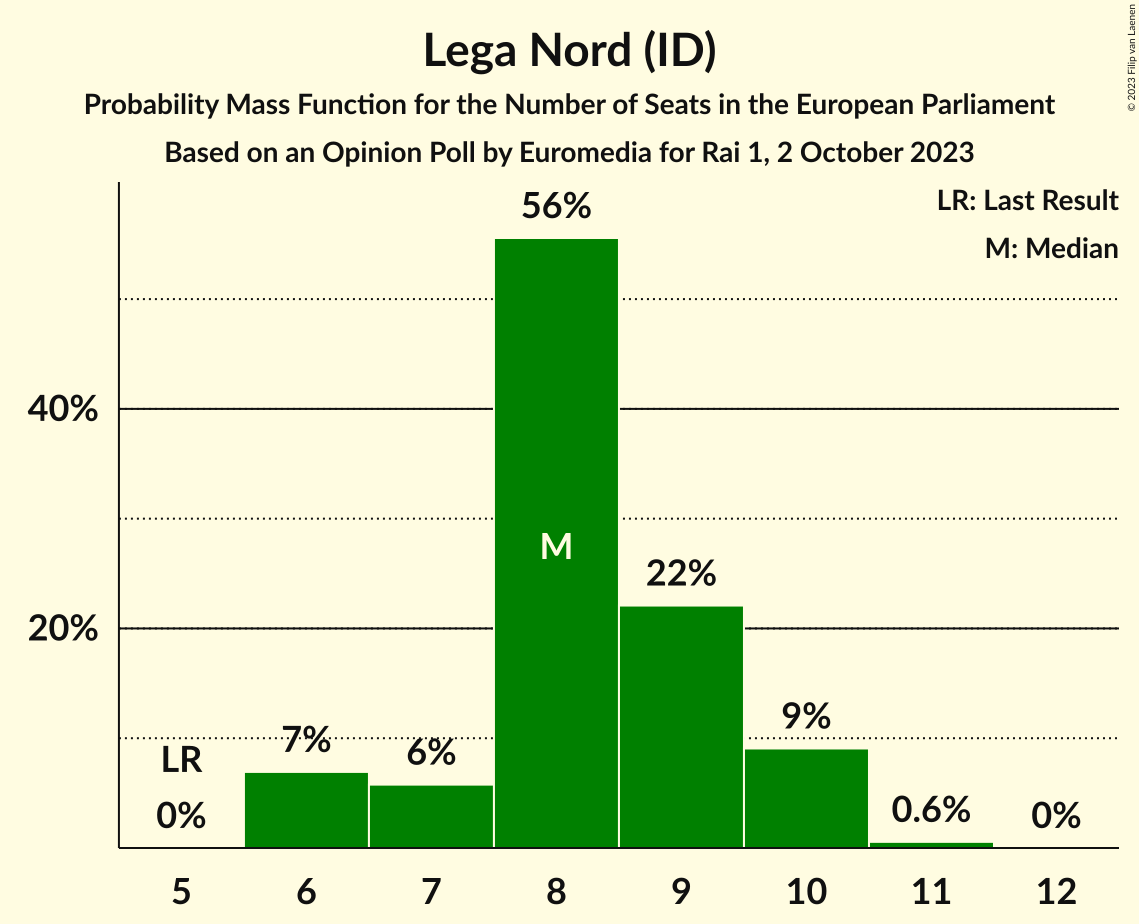 Lega Nord (ID)
Probability Mass Function for the Number of Seats in the European Parliament
Based on an Opinion Poll by Euromedia for Rai 1, 2 October 2023
© 2023 Filip van Laenen
LR: Last Result
M: Median
56%
40%
M
22%
20%
9%
7%
6%
LR
0%
0.6%
0%
5 6 7 8 9 10 11 12